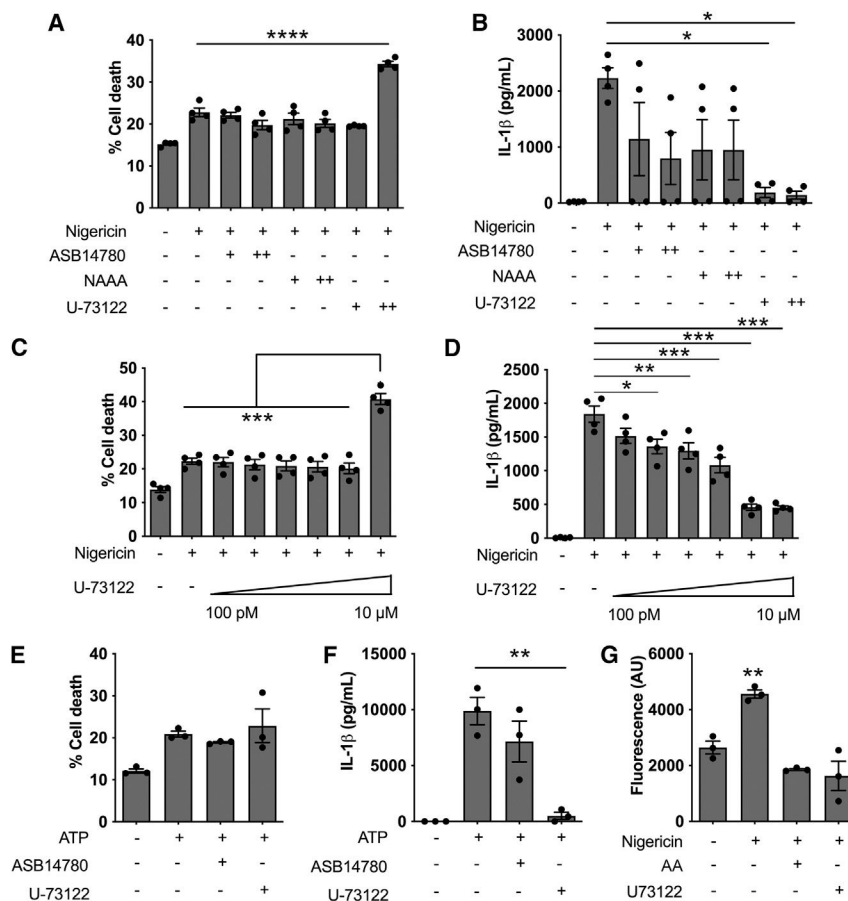 A
****
% Cell death
40
30
20
10
0
Nigericin - + + + + + + +
ASB14780 - - + ++ - - - -
NAAA - - - - + ++ - -
U-73122 - - - - - - + ++
B
*
*
IL-1β (pg/mL)
3000
2000
1000
0
Nigericin - + + + + + + +
ASB14780 - - + ++ - - - -
NAAA - - - - + ++ - -
U-73122 - - - - - - + ++
C
***
% Cell death
50
40
30
20
10
0
Nigericin - + + + + + + +
U-73122 - -
100 pM 10 µM
D
***
***
***
**
*
IL-1β (pg/mL)
2500
2000
1500
1000
500
0
Nigericin - + + + + + + +
U-73122 - -
100 pM 10 µM
E
% Cell death
40
30
20
10
0
ATP - + + +
ASB14780 - - + -
U-73122 - - - +
F
**
IL-1β (pg/mL)
15000
10000
5000
0
ATP - + + +
ASB14780 - - + -
U-73122 - - - +
G
**
Fluorescence (AU)
6000
4000
2000
0
Nigericin - + + +
AA - - + -
U73122 - - - +